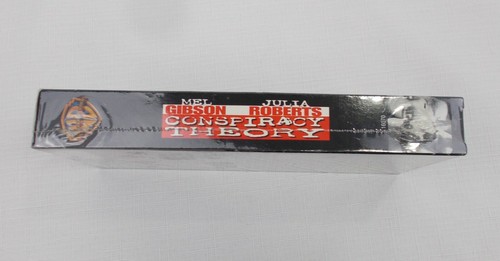 MEL JULIA
GIBSON ROBERTS
CONSPIRACY
THEORY